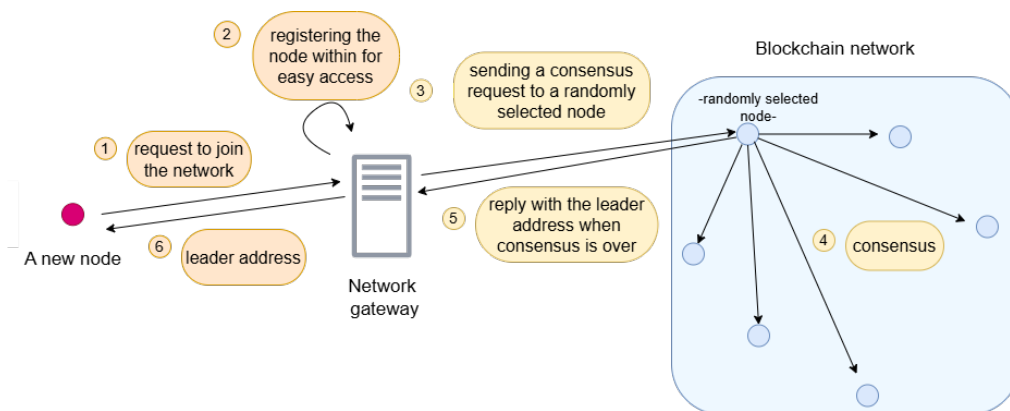 2
registering the
node within for
easy access
3
sending a consensus
request to a randomly
selected node
Blockchain network
-randomly selected
node-
1
request to join
the network
5
reply with the leader
address when
consensus is over
4
consensus
6
leader address
A new node
Network
gateway